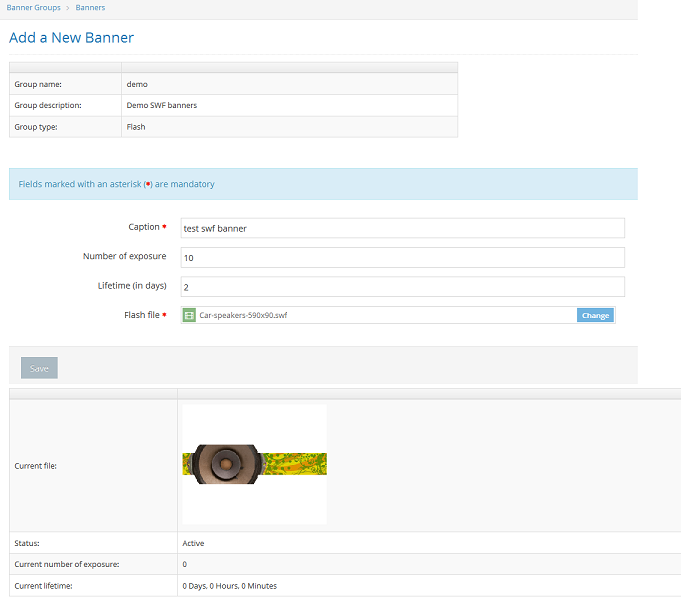 Banner Groups > Banners
Add a New Banner
Group name: demo
Group description: Demo SWF banners
Group type: Flash
Fields marked with an asterisk (*) are mandatory
Caption * test swf banner
Number of exposure 10
Lifetime (in days) 2
Flash file * Car-speakers-590x90.swf Change
Save
Current file:
Status: Active
Current number of exposure: 0
Current lifetime: 0 Days, 0 Hours, 0 Minutes